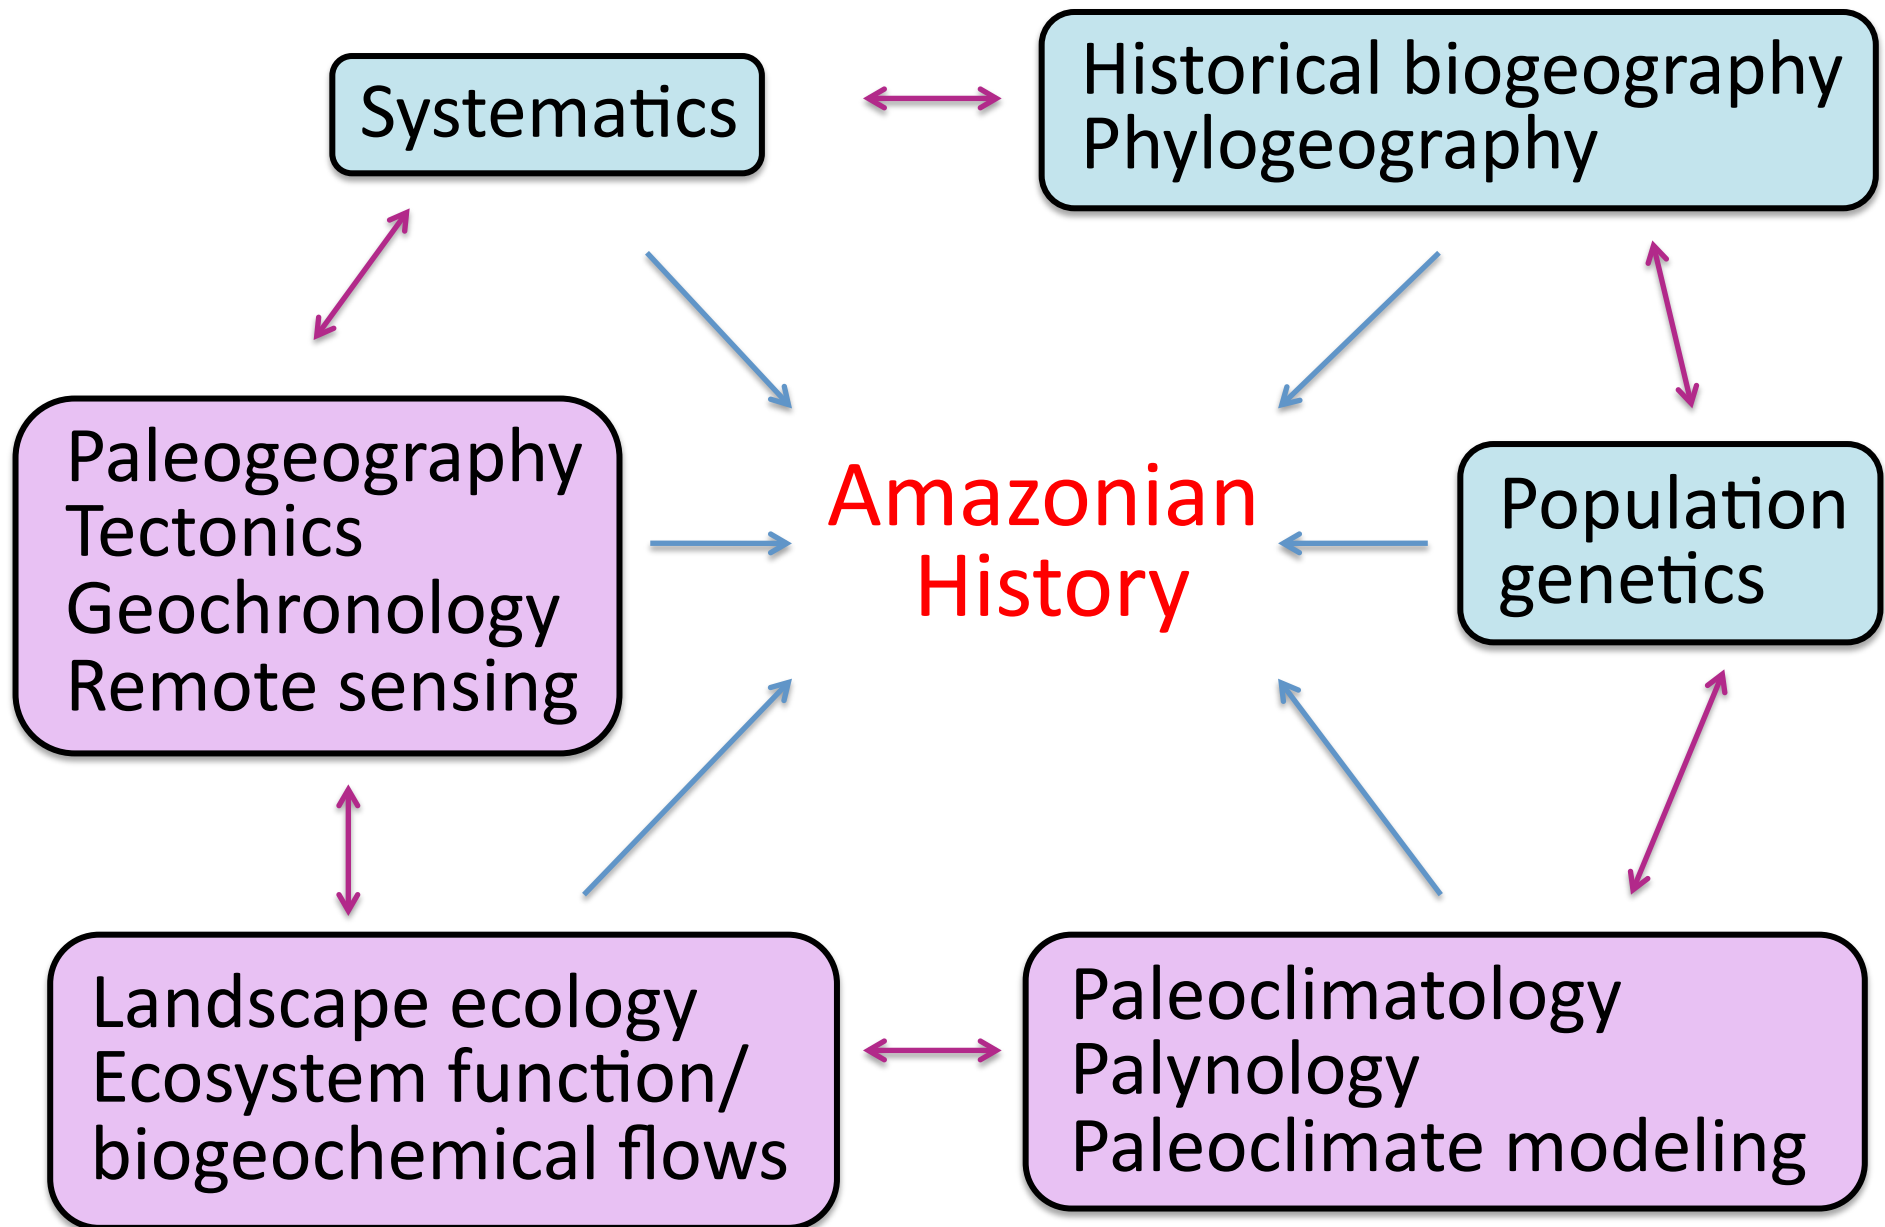 Systematics
Historical biogeography
Phylogeography
Paleogeography
Tectonics
Geochronology
Remote sensing
Amazonian
History
Population
genetics
Landscape ecology
Ecosystem function/
biogeochemical flows
Paleoclimatology
Palynology
Paleoclimate modeling